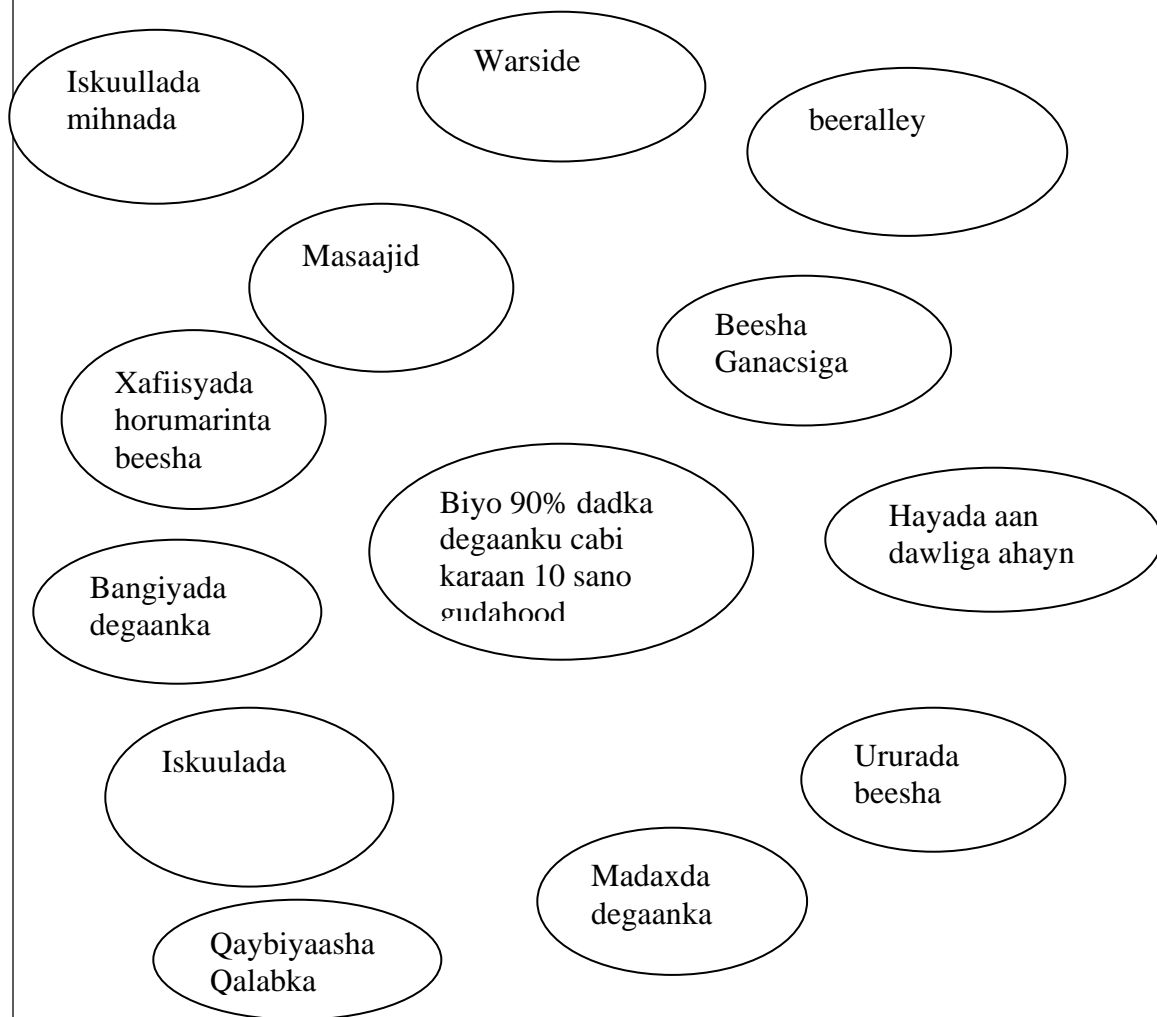 Iskuullada
mihnada
Warside
beeralley
Masaajid
Beesha
Ganacsiga
Xafiisyada
horumarinta
beesha
Biyo 90% dadka
degaanku cabi
karaan 10 sano
gudahood
Hayada aan
dawliga ahayn
Bangiyada
degaanka
Iskuulada
Ururada
beesha
Madaxda
degaanka
Qaybiyaasha
Qalabka